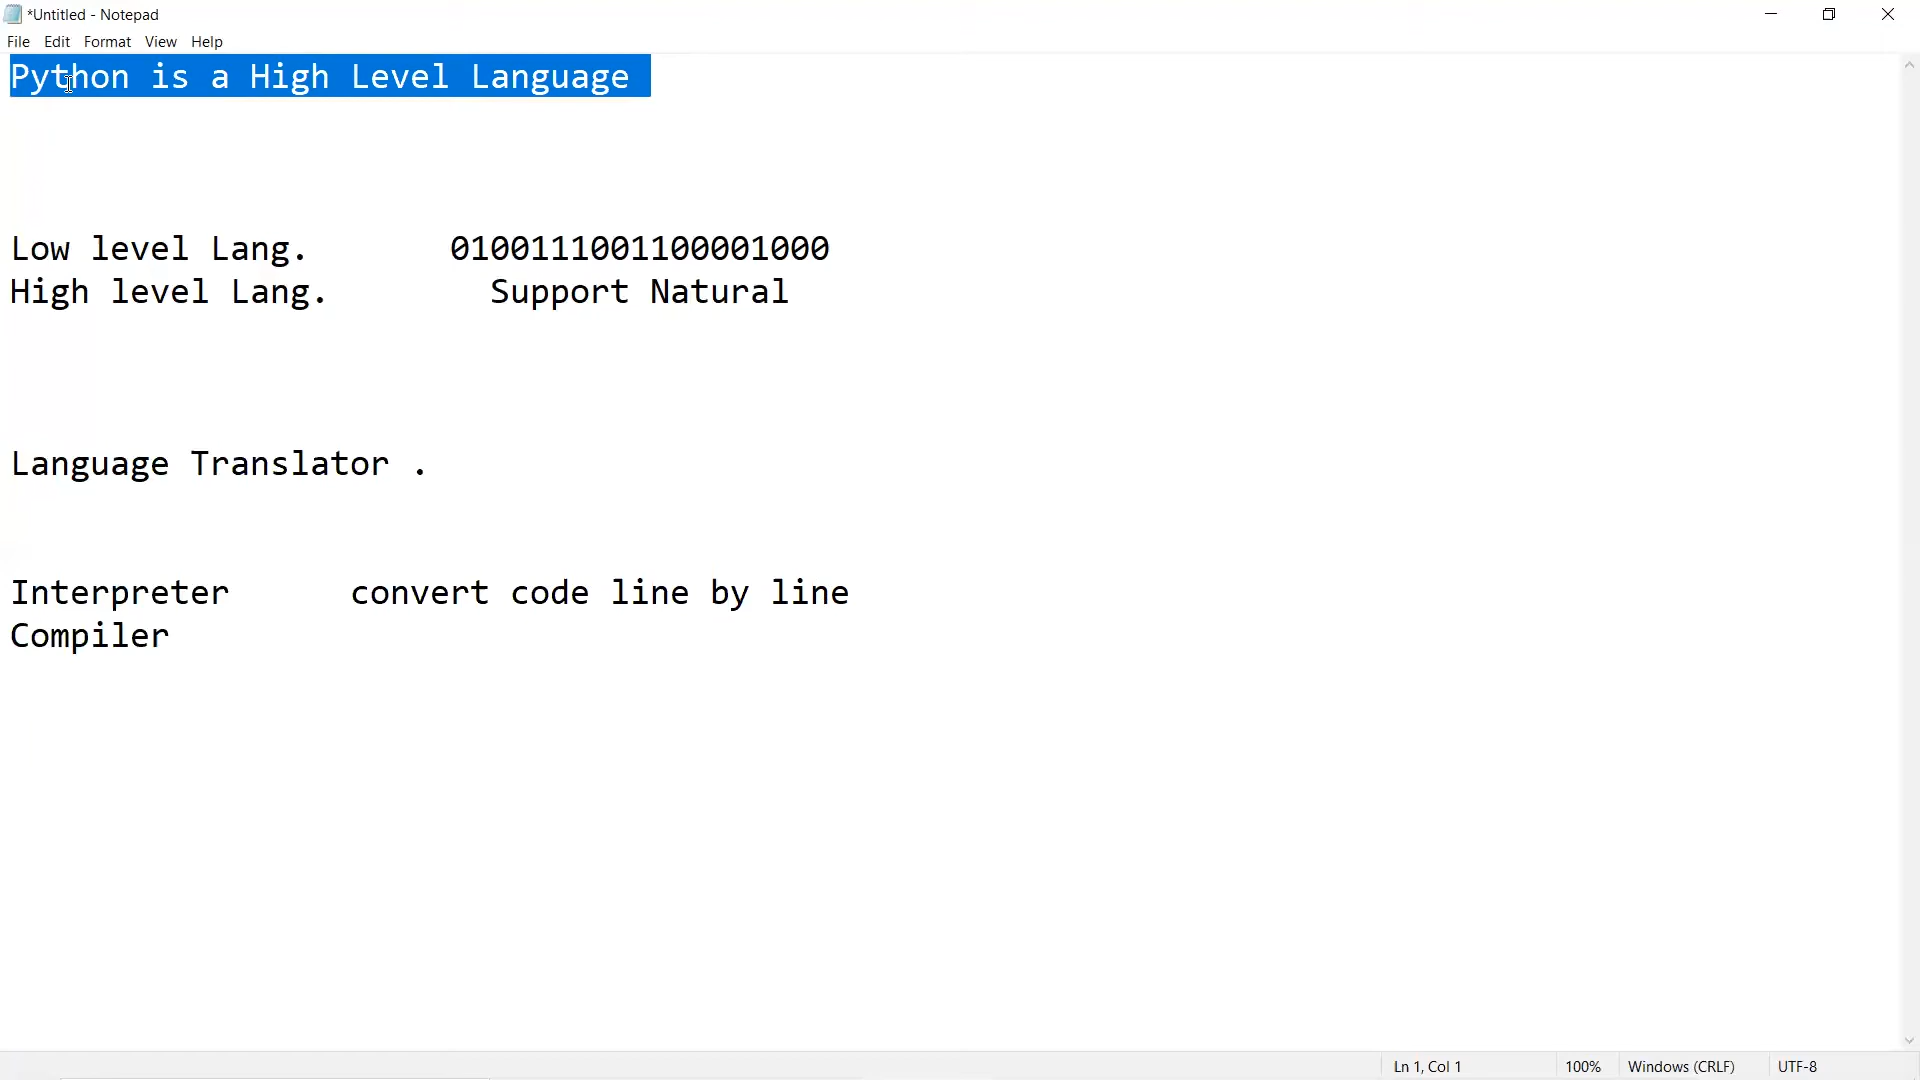 *Untitled - Notepad
File Edit Format View Help
Python is a High Level Language
Low level Lang. 0100111001100001000
High level Lang. Support Natural
Language Translator .
Interpreter convert code line by line
Compiler
Ln 1, Col 1 100% Windows (CRLF) UTF-8